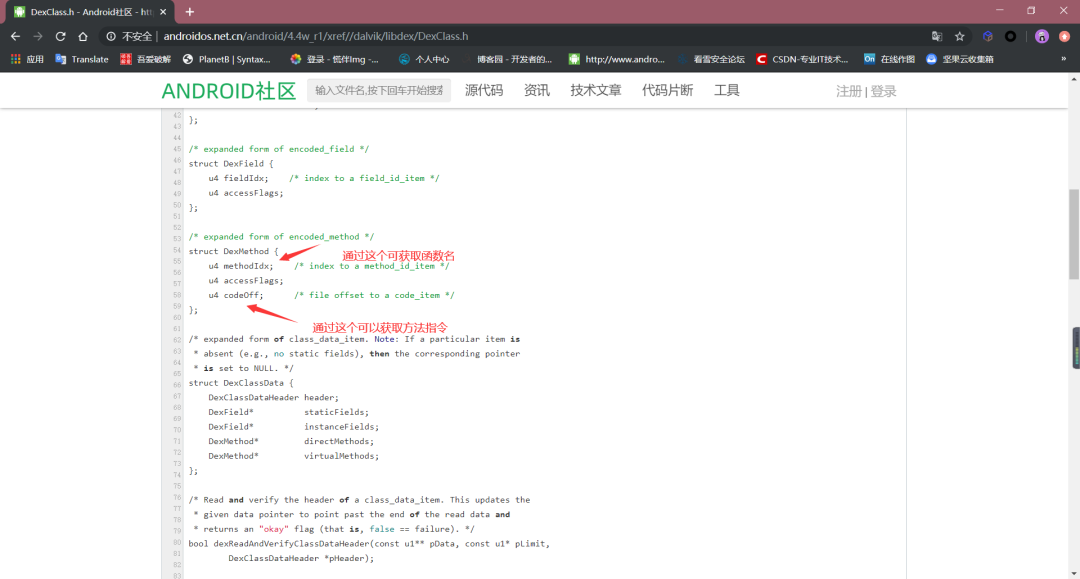 DexClass.h - Android社区 - htt
不安全 | androidos.net.cn/android/4.4w_r1/xref//dalvik/libdex/DexClass.h
应用 Translate 吾爱破解 PlanetB | Syntax... 登录 - 慌伴Img -... 个人中心 博客园 - 开发者的... http://www.andro... 看雪安全论坛 CSDN-专业IT技术... On 在线作图 坚果云收集箱 »
ANDROID社区 输入文件名,按下回车开始搜索 源代码 资讯 技术文章 代码片断 工具 注册 | 登录
42
43 };
44
45 /* expanded form of encoded_field */
46 struct DexField {
47 u4 fieldIdx; /* index to a field_id_item */
48
49 u4 accessFlags;
50 };
51
52
53 /* expanded form of encoded_method */
54 struct DexMethod {
通过这个可获取函数名
55
56 u4 methodIdx; /* index to a method_id_item */
57 u4 accessFlags;
58 u4 codeOff; /* file offset to a code_item */
59 };
60
通过这个可以获取方法指令
61
62 /* expanded form of class_data_item. Note: If a particular item is
63 * absent (e.g., no static fields), then the corresponding pointer
64
65 * is set to NULL. */
66 struct DexClassData {
67 DexClassDataHeader header;
68 DexField* staticFields;
69 DexField* instanceFields;
70
71 DexMethod* directMethods;
72 DexMethod* virtualMethods;
73
74 };
75
76 /* Read and verify the header of a class_data_item. This updates the
77 * given data pointer to point past the end of the read data and
78
79 * returns an "okay" flag (that is, false == failure). */
80 bool dexReadAndVerifyClassDataHeader(const u1** pData, const u1* pLimit,
81 DexClassDataHeader *pHeader);
82
83